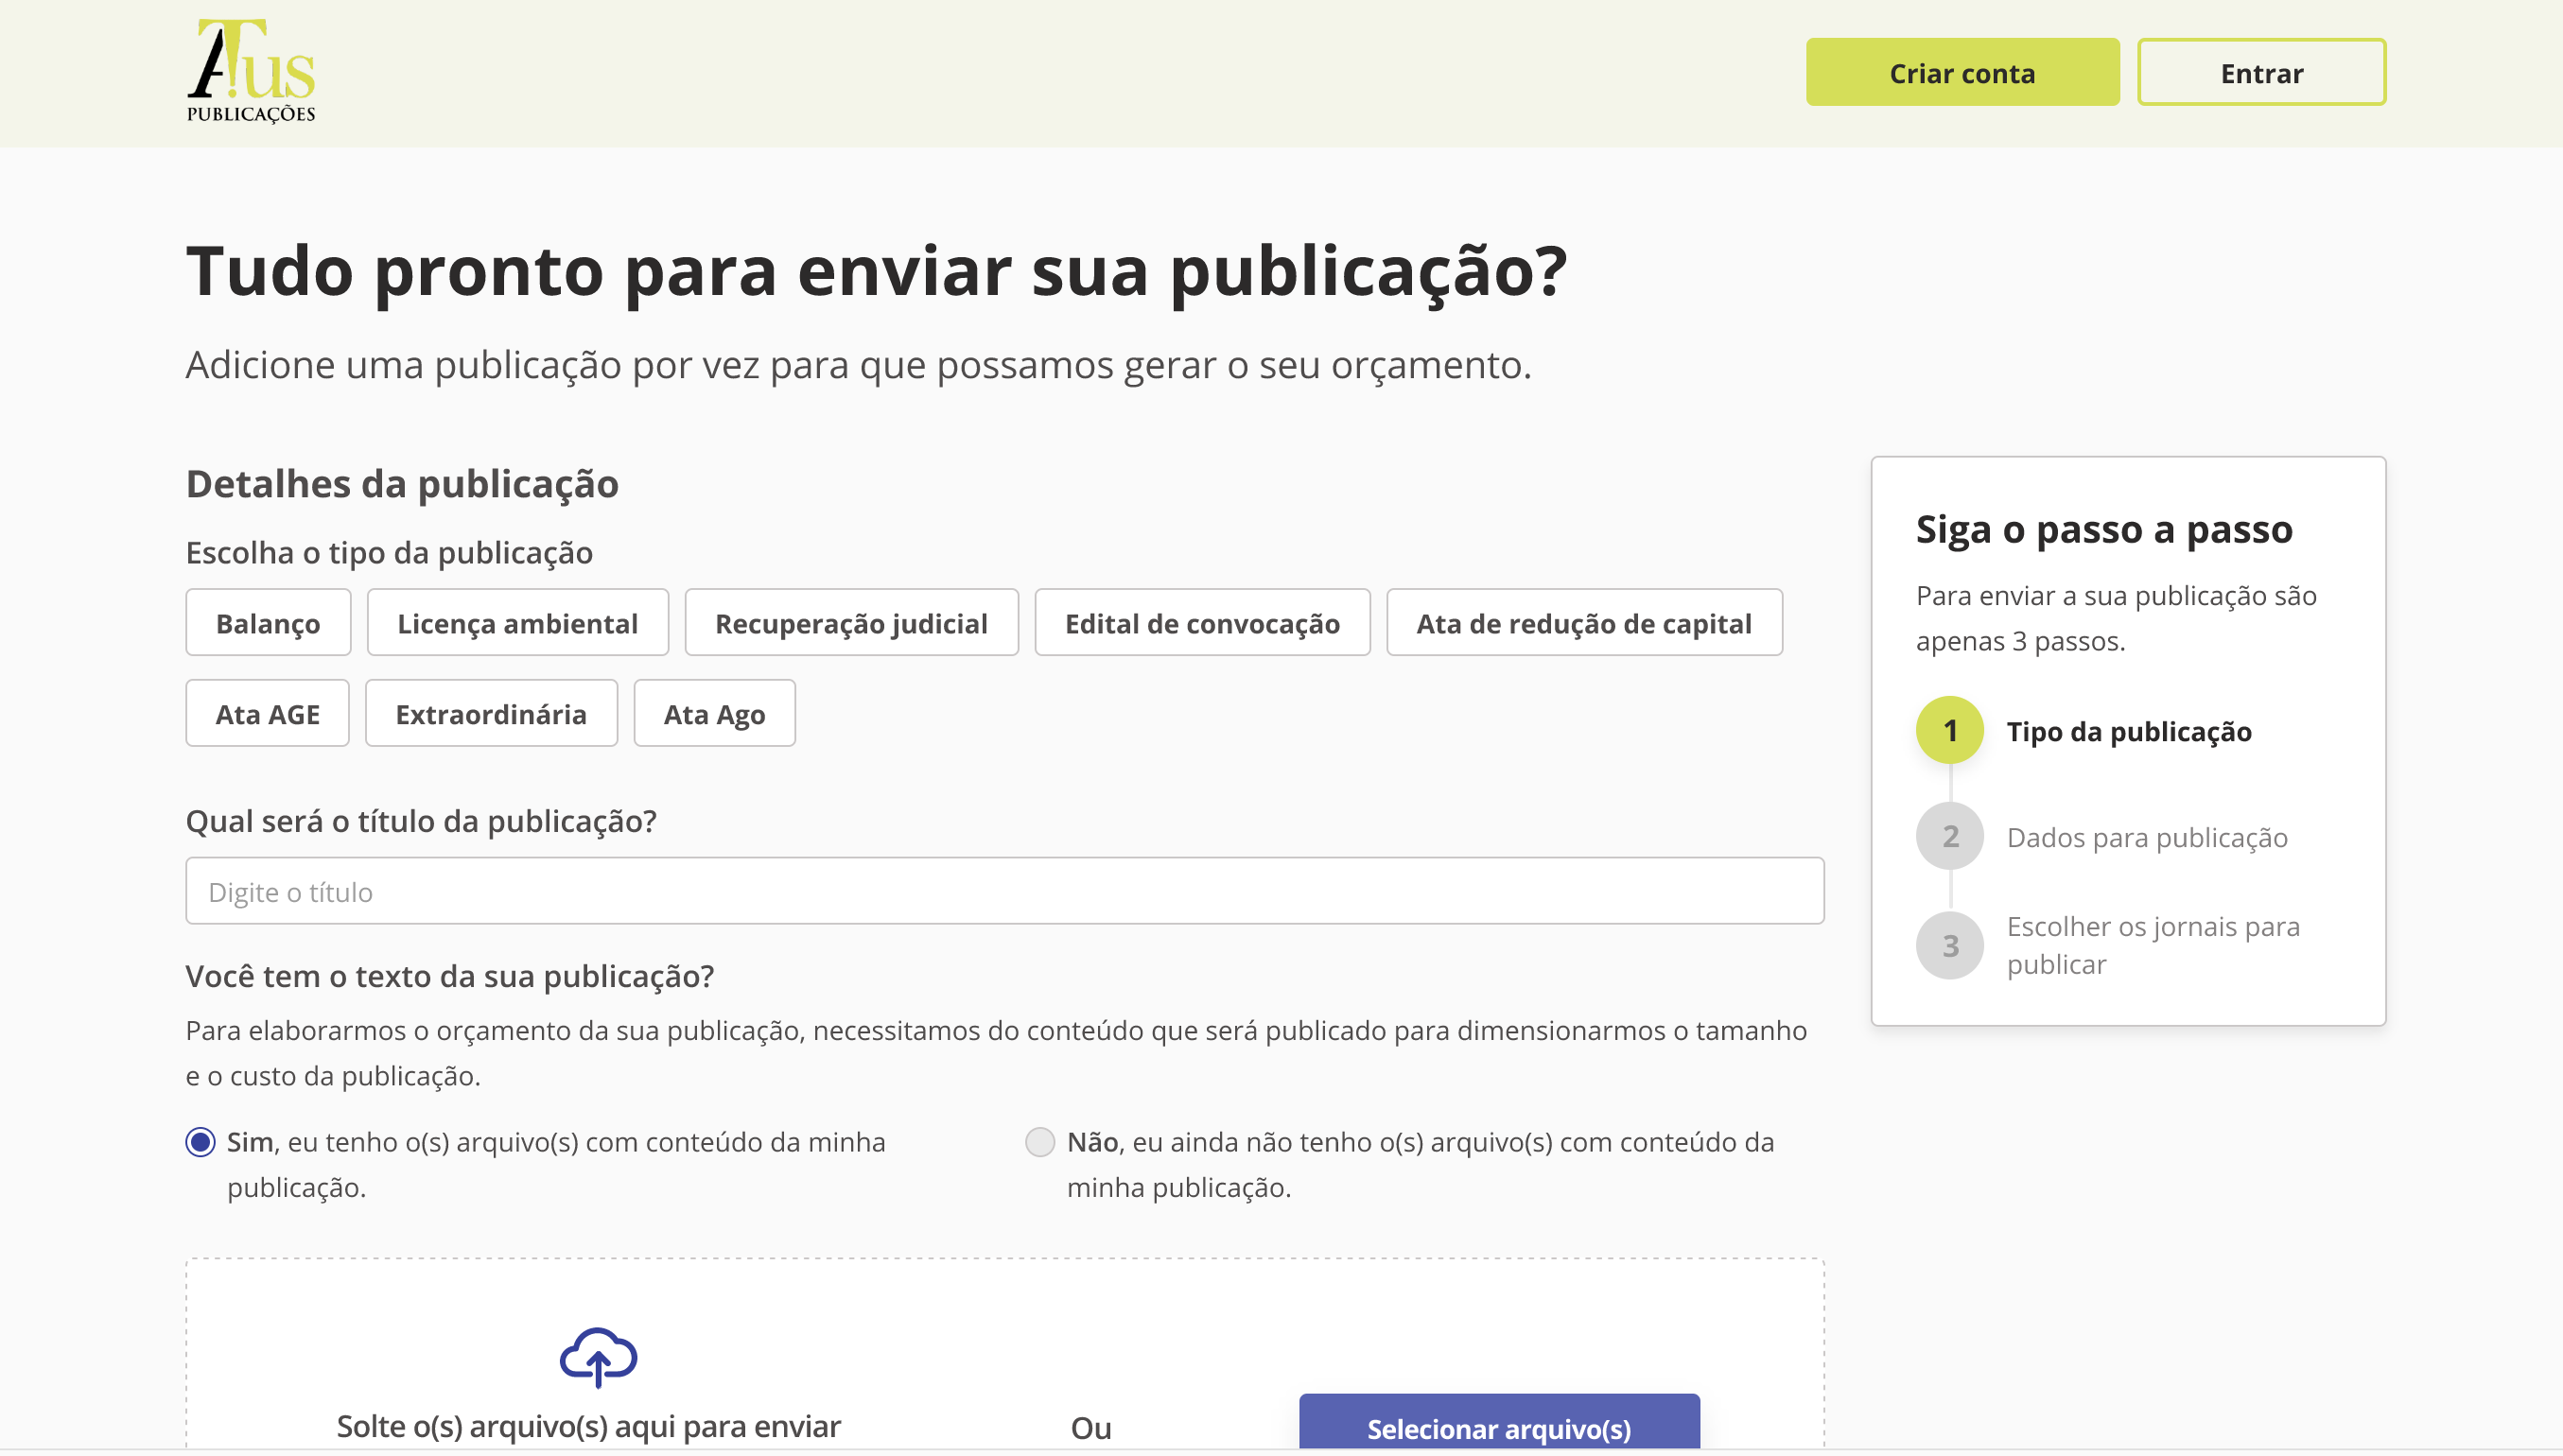 ATus
PUBLICAÇÕES
Criar conta
Entrar
Tudo pronto para enviar sua publicação?
Adicione uma publicação por vez para que possamos gerar o seu orçamento.
Detalhes da publicação
Escolha o tipo da publicação
Balanço
Licença ambiental
Recuperação judicial
Edital de convocação
Ata de redução de capital
Ata AGE
Extraordinária
Ata Ago
Qual será o título da publicação?
Digite o título
Você tem o texto da sua publicação?
Para elaborarmos o orçamento da sua publicação, necessitamos do conteúdo que será publicado para dimensionarmos o tamanho
e o custo da publicação.
Sim, eu tenho o(s) arquivo(s) com conteúdo da minha
publicação.
Não, eu ainda não tenho o(s) arquivo(s) com conteúdo da
minha publicação.
Solte o(s) arquivo(s) aqui para enviar
Ou
Selecionar arquivo(s)
Siga o passo a passo
Para enviar a sua publicação são
apenas 3 passos.
1 Tipo da publicação
2 Dados para publicação
3 Escolher os jornais para
publicar